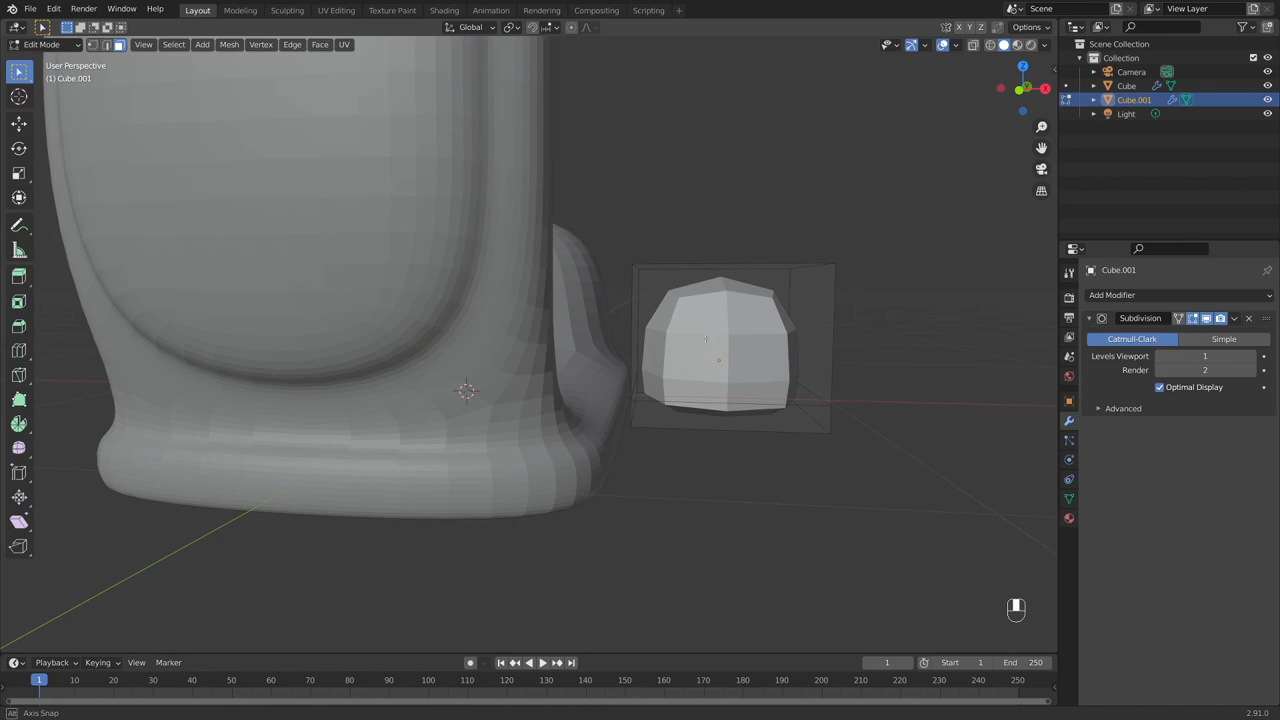 File Edit Render Window Help Layout Modeling Sculpting UV Editing Texture Paint Shading Animation Rendering Compositing Scripting + Scene View Layer
Global X Y Z Options
Edit Mode View Select Add Mesh Vertex Edge Face UV
User Perspective
(1) Cube.001
Scene Collection
Collection
Camera
Cube
Cube.001
Light
Z
X
Y
Cube.001
Add Modifier
Subdivision
Catmull-Clark Simple
Levels Viewport 1
Render 2
Optimal Display
Advanced
Playback Keying View Marker 1 Start 1 End 250
1 10 20 30 40 50 60 70 80 90 100 110 120 130 140 150 160 170 180 190 200 210 220 230 240 250
Alt Axis Snap 2.91.0